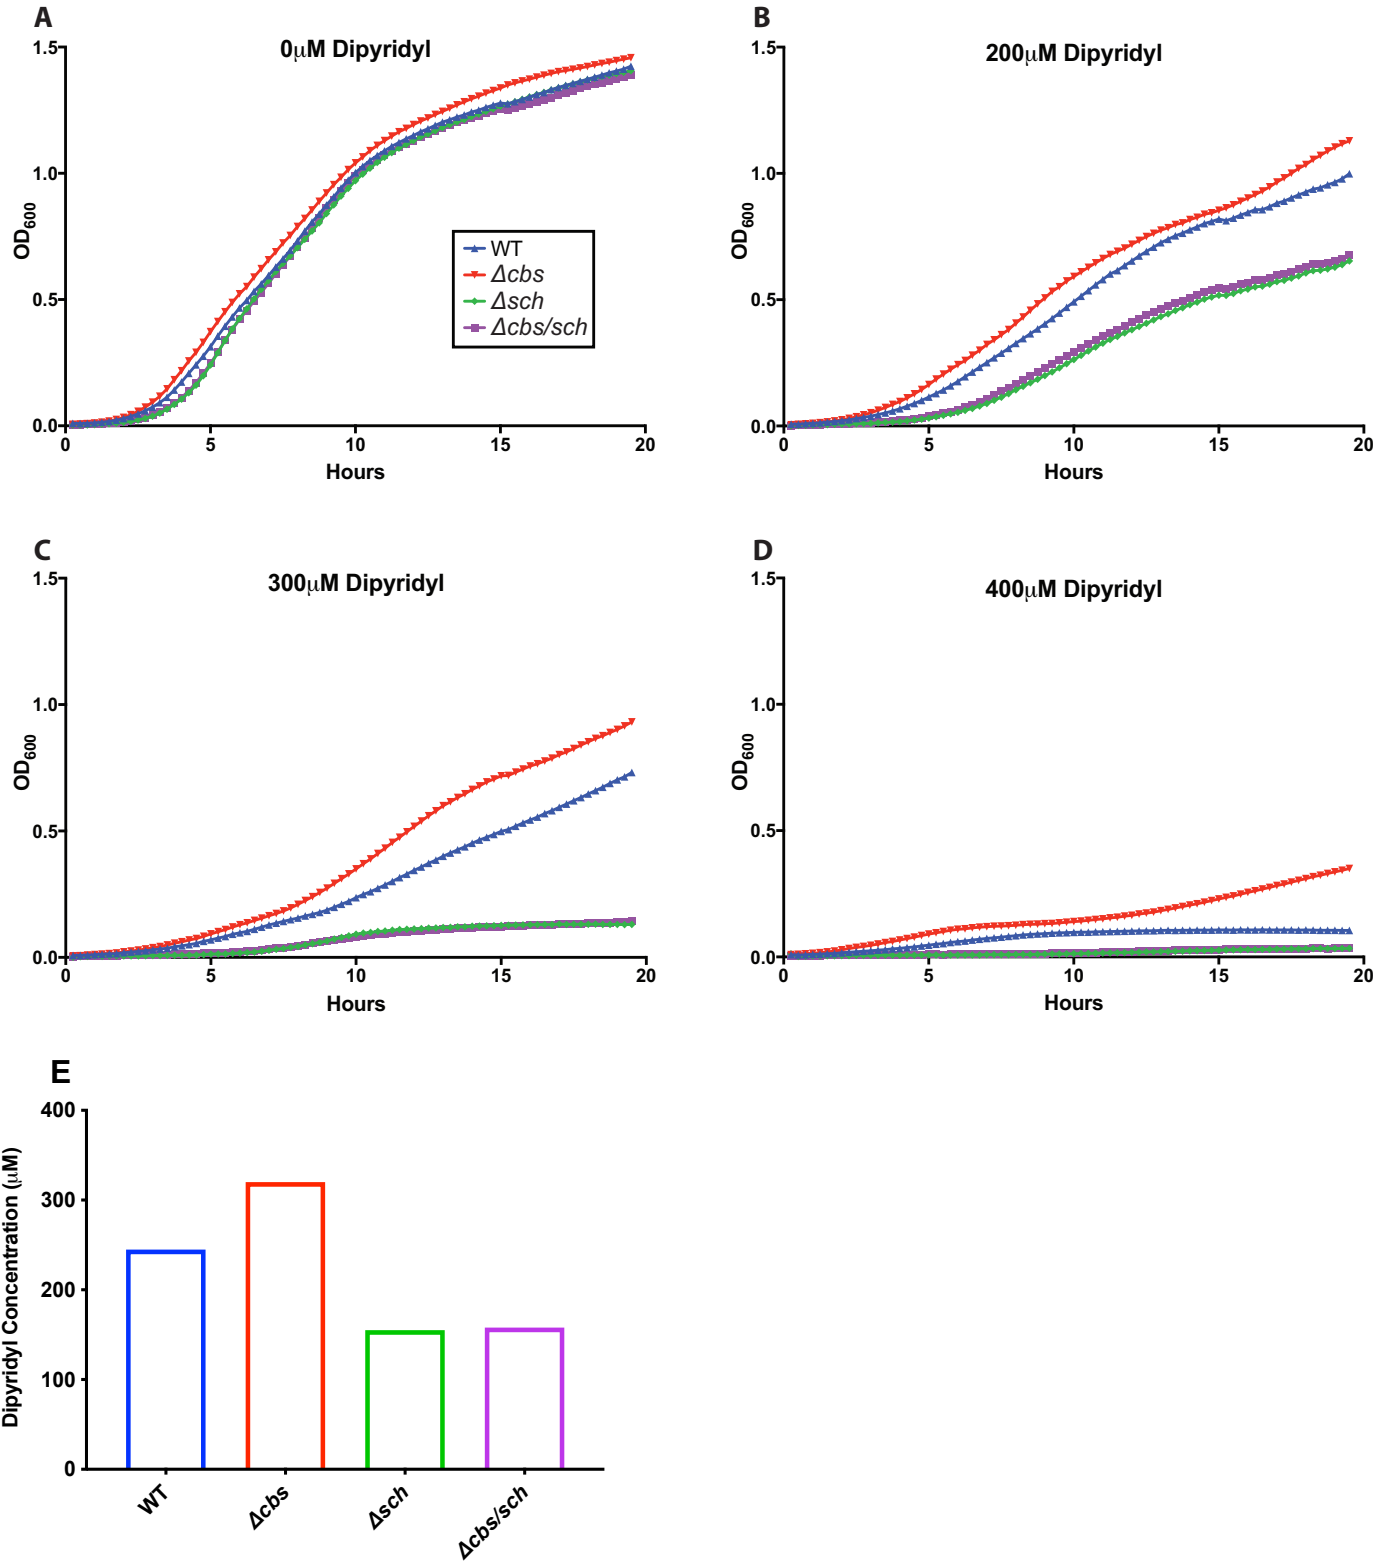 A
0μM Dipyridyl
1.5
1.0
0.5
0.0
OD600
0 5 10 15 20
Hours
WT
Δcbs
Δsch
Δcbs/sch
B
200μM Dipyridyl
1.5
1.0
0.5
0.0
OD600
0 5 10 15 20
Hours
C
300μM Dipyridyl
1.5
1.0
0.5
0.0
OD600
0 5 10 15 20
Hours
D
400μM Dipyridyl
1.5
1.0
0.5
0.0
OD600
0 5 10 15 20
Hours
E
400
300
200
100
0
Dipyridyl Concentration (μM)
WT
Δcbs
Δsch
Δcbs/sch